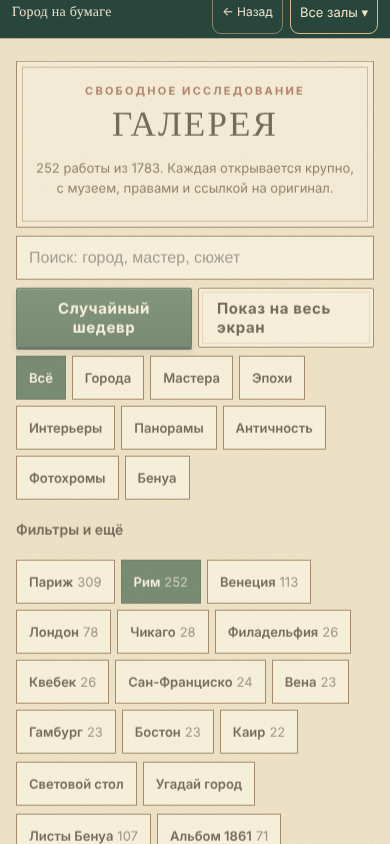 Город на бумаге
← Назад
Все залы ▾
СВОБОДНОЕ ИССЛЕДОВАНИЕ
ГАЛЕРЕЯ
252 работы из 1783. Каждая открывается крупно,
с музеем, правами и ссылкой на оригинал.
Поиск: город, мастер, сюжет
Случайный
шедевр
Показ на весь
экран
Всё
Города
Мастера
Эпохи
Интерьеры
Панорамы
Античность
Фотохромы
Бенуа
Фильтры и ещё
Париж 309
Рим 252
Венеция 113
Лондон 78
Чикаго 28
Филадельфия 26
Квебек 26
Сан-Франциско 24
Вена 23
Гамбург 23
Бостон 23
Каир 22
Световой стол
Угадай город
Листы Бенуа 107
Альбом 1861 71